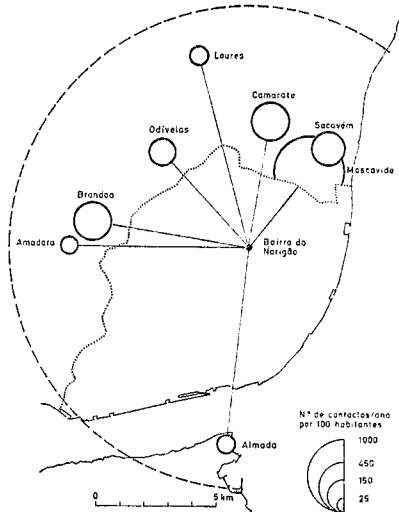 Loures
Camarate
Sacavém
Odivelas
Moscavide
Brandoa
Amadora
Bairro do
Narigão
Almada
Nº de contactos/ano
por 100 habitantes
1000
450
150
25
0
5 km